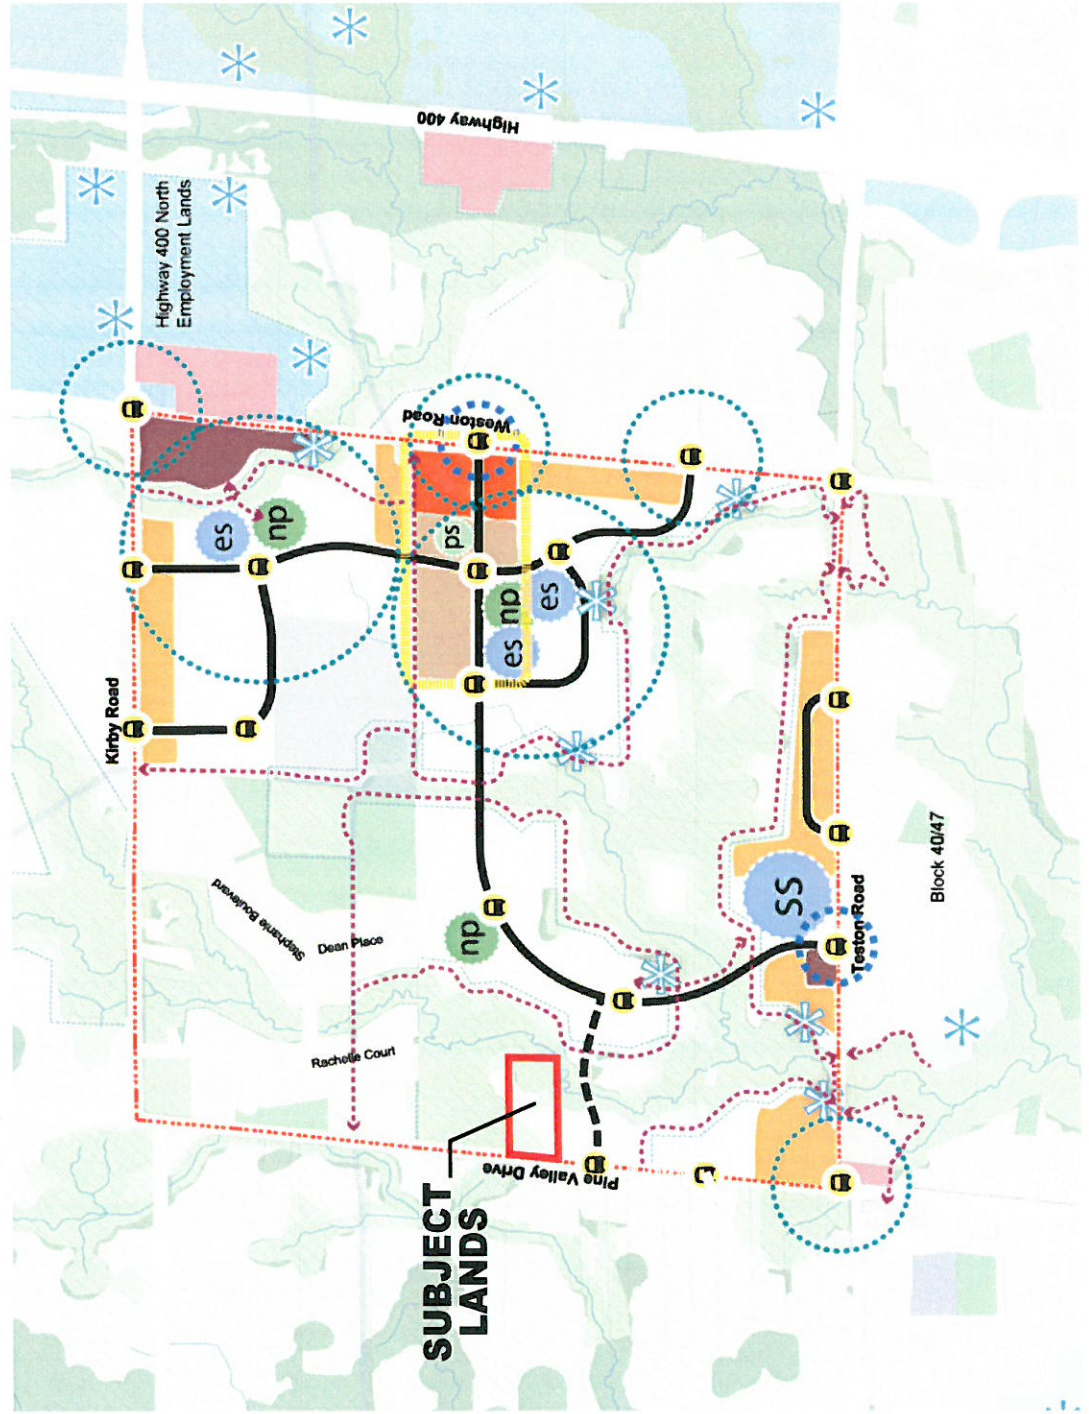 Highway 400
Highway 400 North
Employment Lands
Weston Road
es
np
ps
np
es
es
Kirby Road
Stephanie Boulevard
Dean Place
np
Rachelle Court
SS
Teston Road
Block 40/47
Pine Valley Drive
SUBJECT
LANDS